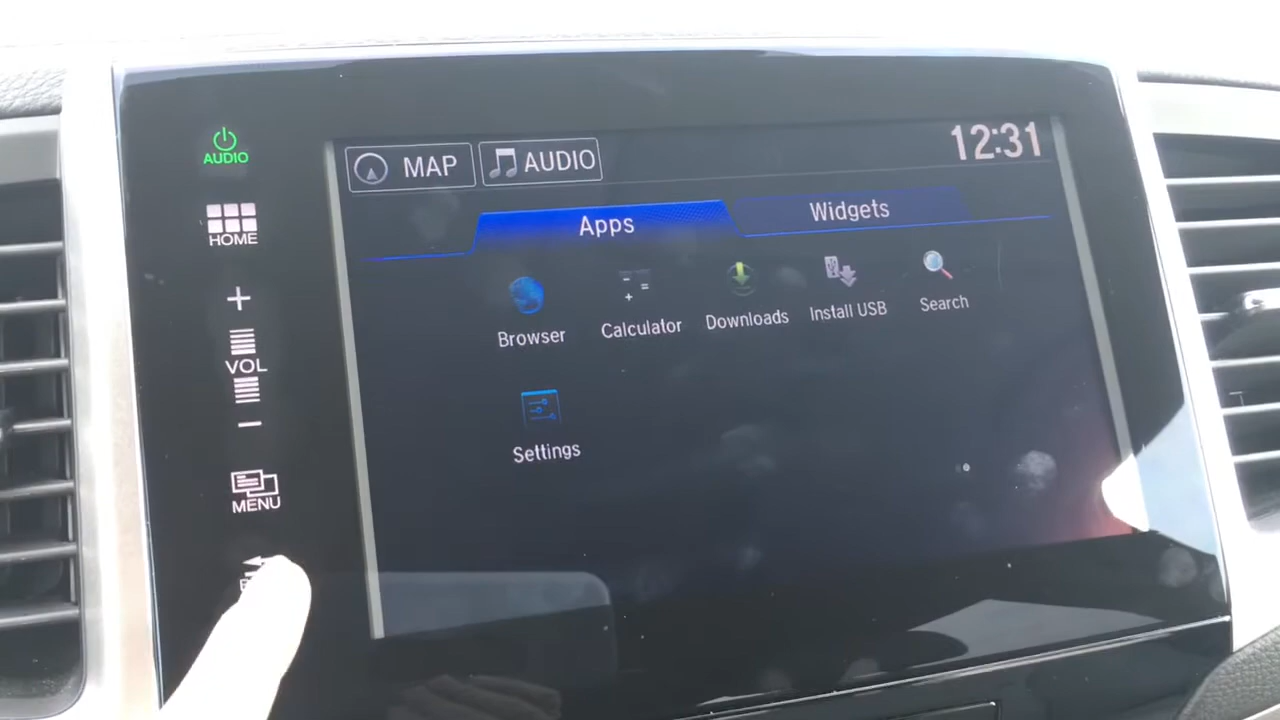 AUDIO
HOME
VOL
MENU
MAP
AUDIO
12:31
Apps
Widgets
Browser
Calculator
Downloads
Install USB
Search
Settings